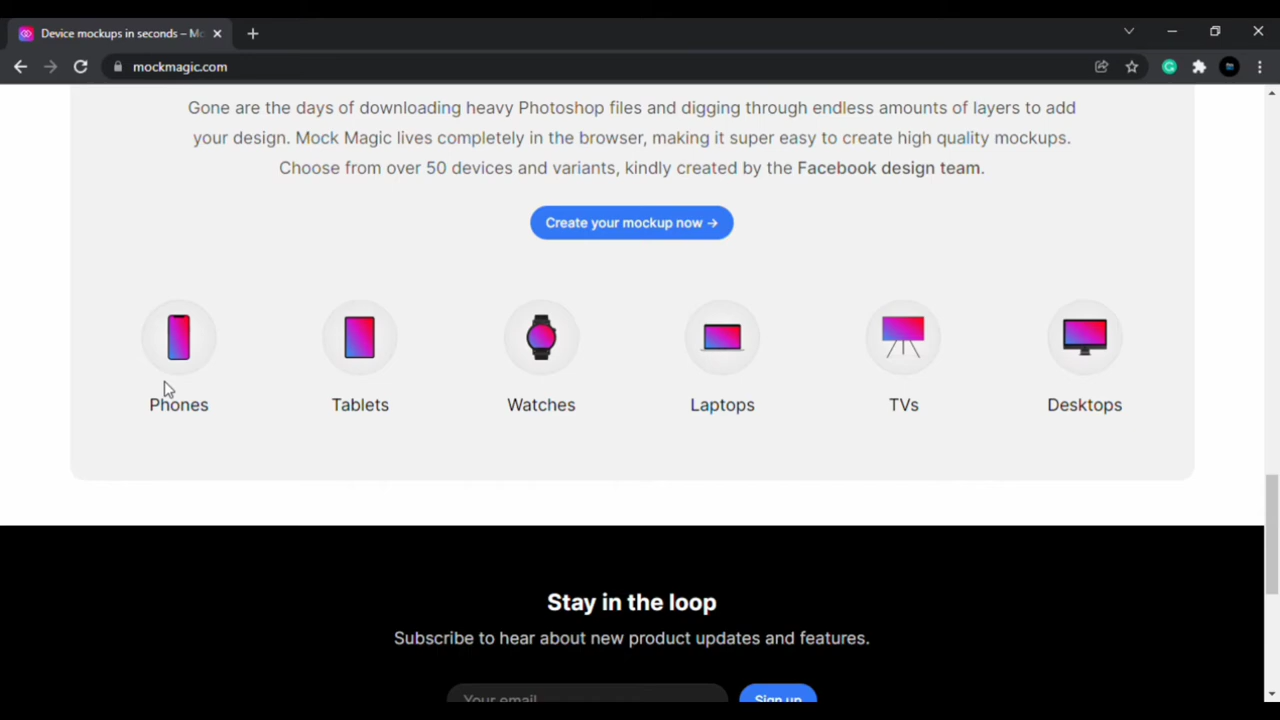 Device mockups in seconds – Mo
mockmagic.com
Gone are the days of downloading heavy Photoshop files and digging through endless amounts of layers to add
your design. Mock Magic lives completely in the browser, making it super easy to create high quality mockups.
Choose from over 50 devices and variants, kindly created by the Facebook design team.
Create your mockup now →
Phones
Tablets
Watches
Laptops
TVs
Desktops
Stay in the loop
Subscribe to hear about new product updates and features.
Your email
Sign up